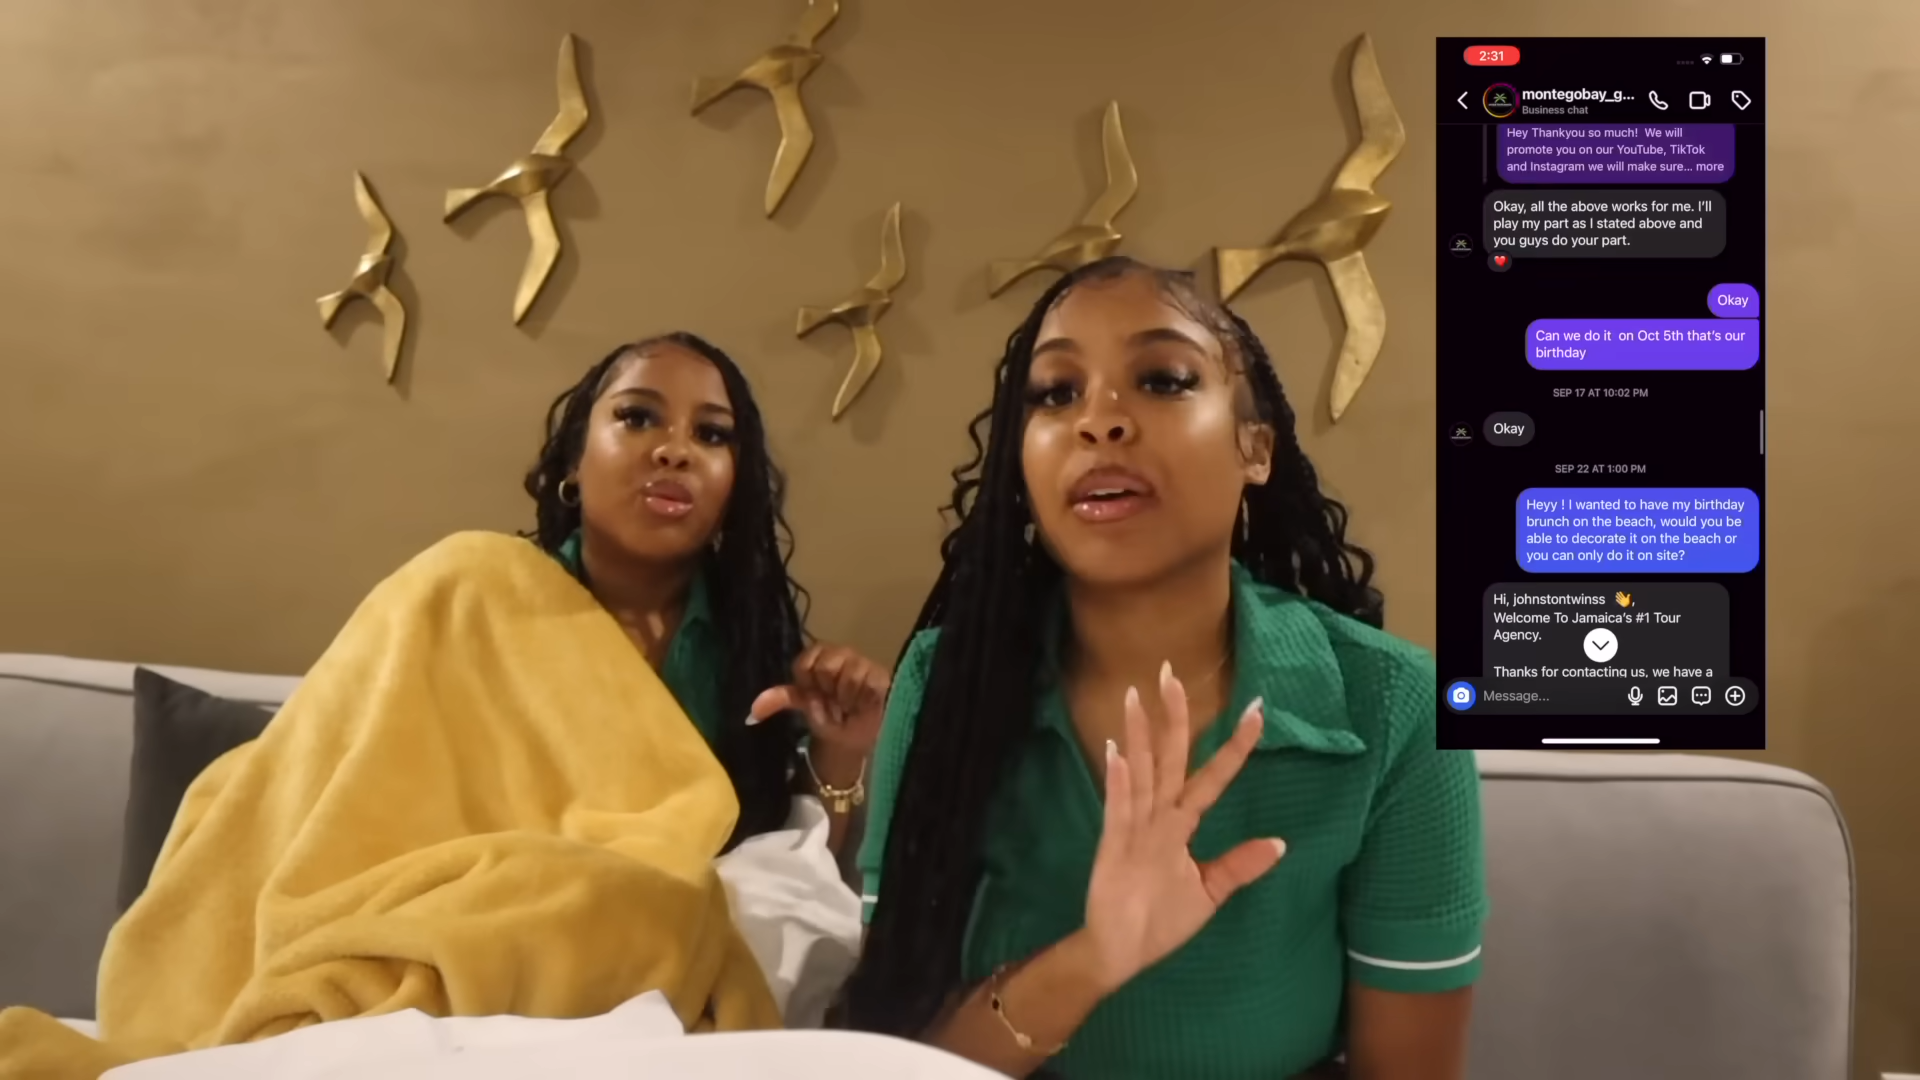 2:31
montegobay_g...
Business chat
Hey Thankyou so much! We will
promote you on our YouTube, TikTok
and Instagram we will make sure... more
Okay, all the above works for me. I'll
play my part as I stated above and
you guys do your part.
Okay
Can we do it on Oct 5th that's our
birthday
SEP 17 AT 10:02 PM
Okay
SEP 22 AT 1:00 PM
Heyy ! I wanted to have my birthday
brunch on the beach, would you be
able to decorate it on the beach or
you can only do it on site?
Hi, johnstontwinss 👋,
Welcome To Jamaica's #1 Tour
Agency.
Thanks for contacting us, we have a
Message...